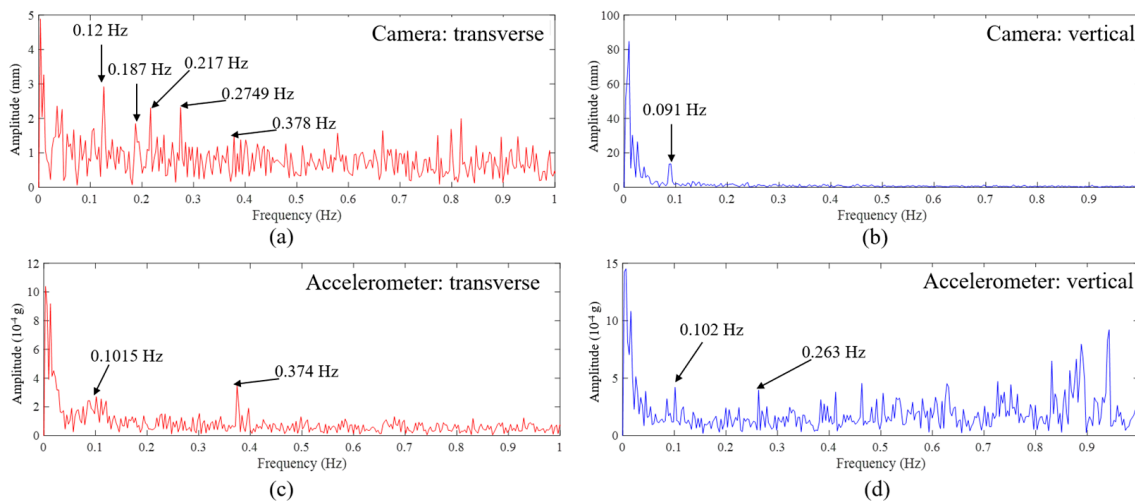 Camera: transverse
0.12 Hz
0.187 Hz
0.217 Hz
0.2749 Hz
0.378 Hz
Amplitude (mm)
5
4
3
2
1
0
0 0.1 0.2 0.3 0.4 0.5 0.6 0.7 0.8 0.9 1
Frequency (Hz)
(a)
Camera: vertical
0.091 Hz
Amplitude (mm)
100
80
60
40
20
0
0 0.1 0.2 0.3 0.4 0.5 0.6 0.7 0.8 0.9
Frequency (Hz)
(b)
Accelerometer: transverse
0.1015 Hz
0.374 Hz
Amplitude (10⁻⁴ g)
12
10
8
6
4
2
0
0 0.1 0.2 0.3 0.4 0.5 0.6 0.7 0.8 0.9 1
Frequency (Hz)
(c)
Accelerometer: vertical
0.102 Hz
0.263 Hz
Amplitude (10⁻⁴ g)
15
10
5
0
0 0.1 0.2 0.3 0.4 0.5 0.6 0.7 0.8 0.9
Frequency (Hz)
(d)